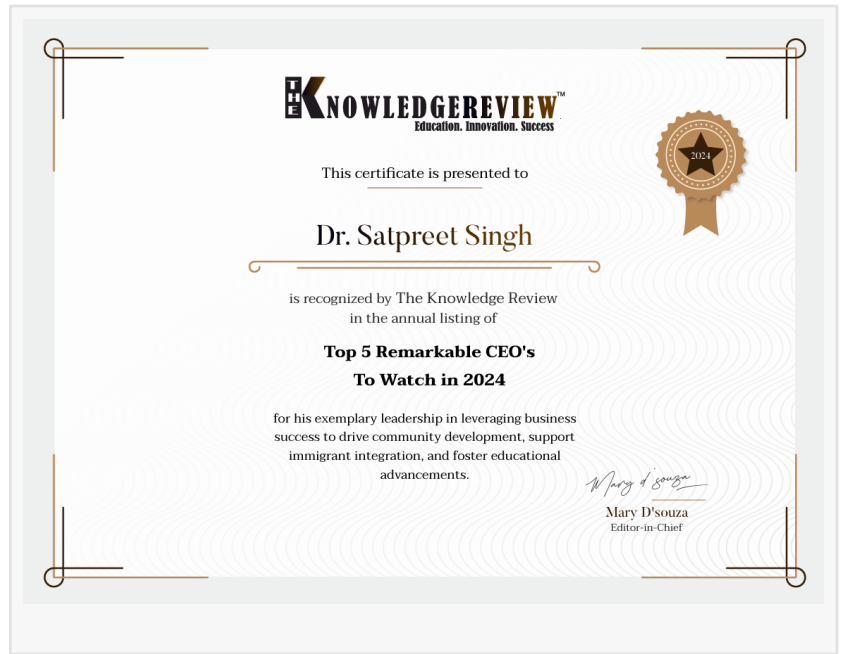 THE KNOWLEDGEREVIEW™
Education. Innovation. Success
This certificate is presented to
2024
Dr. Satpreet Singh
is recognized by The Knowledge Review
in the annual listing of
Top 5 Remarkable CEO's
To Watch in 2024
for his exemplary leadership in leveraging business
success to drive community development, support
immigrant integration, and foster educational
advancements.
Mary d'souza
Mary D'souza
Editor-in-Chief